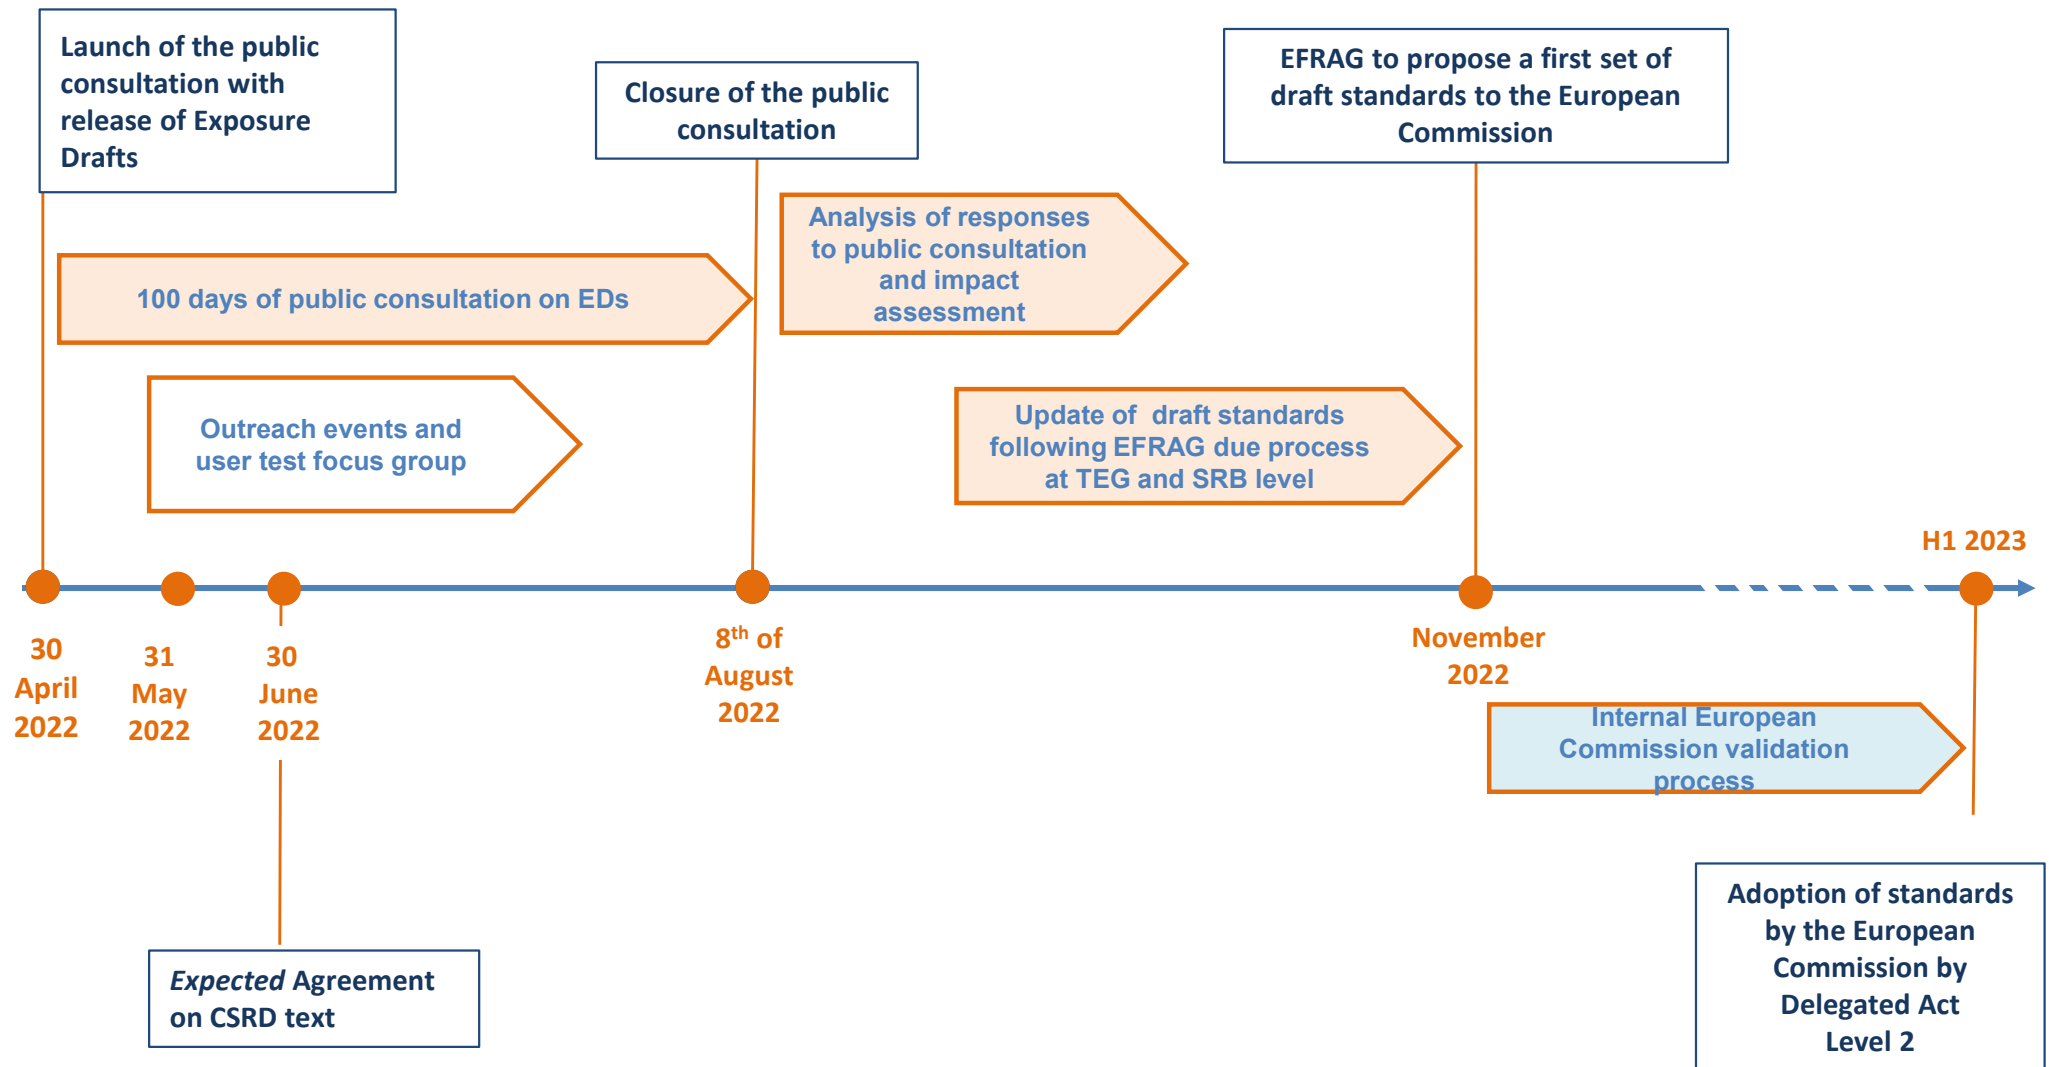 Launch of the public
consultation with
release of Exposure
Drafts
Closure of the public
consultation
EFRAG to propose a first set of
draft standards to the European
Commission
Analysis of responses
to public consultation
and impact
assessment
100 days of public consultation on EDs
Outreach events and
user test focus group
Update of draft standards
following EFRAG due process
at TEG and SRB level
H1 2023
30
April
2022
31
May
2022
30
June
2022
8th of
August
2022
November
2022
Internal European
Commission validation
process
Expected Agreement
on CSRD text
Adoption of standards
by the European
Commission by
Delegated Act
Level 2